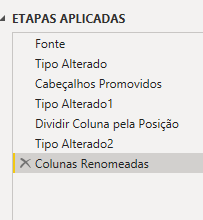 ETAPAS APLICADAS
Fonte
Tipo Alterado
Cabeçalhos Promovidos
Tipo Alterado1
Dividir Coluna pela Posição
Tipo Alterado2
Colunas Renomeadas